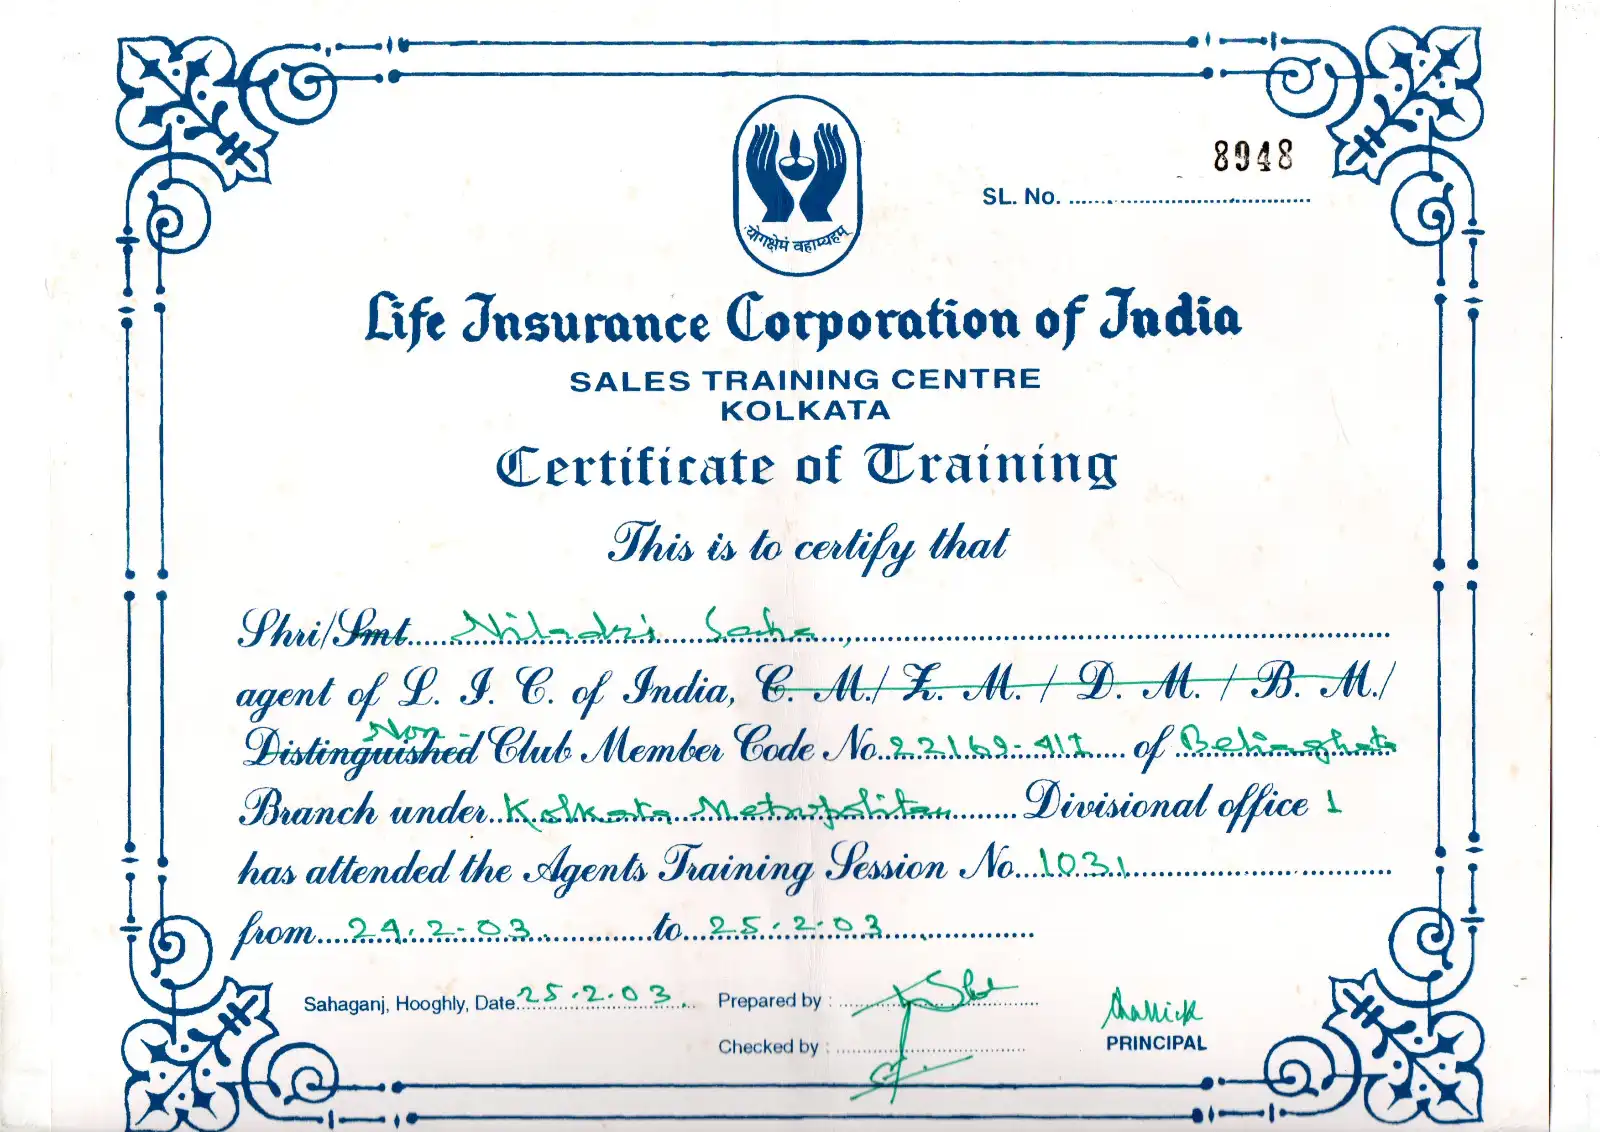 8948
SL. No. ........................................
योगक्षेमं वहाम्यहम्
Life Insurance Corporation of India
SALES TRAINING CENTRE
KOLKATA
Certificate of Training
This is to certify that
Shri/Smt..... Niladri Saha,...............
agent of L. I. C. of India, C. M./ Z. M. / D. M. / B. M./
Non-
Distinguished Club Member Code No. 22169-411 of Beliaghata
Branch under Kolkata Metropolitan Divisional office 1
has attended the Agents Training Session No. 1031
from 24.2-03 to 25.2.03
Sahaganj, Hooghly, Date 25.2.03 Prepared by :
Checked by :
Mallick
PRINCIPAL